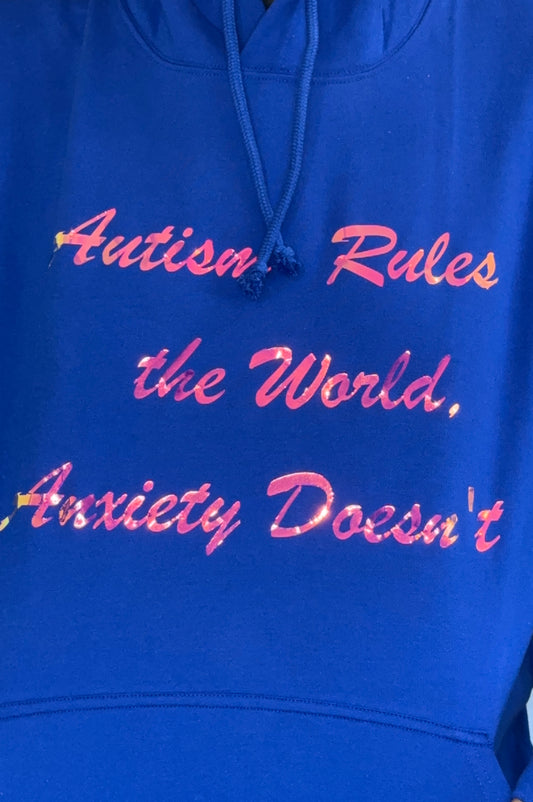 Autism Rules
the World,
Anxiety Doesn't